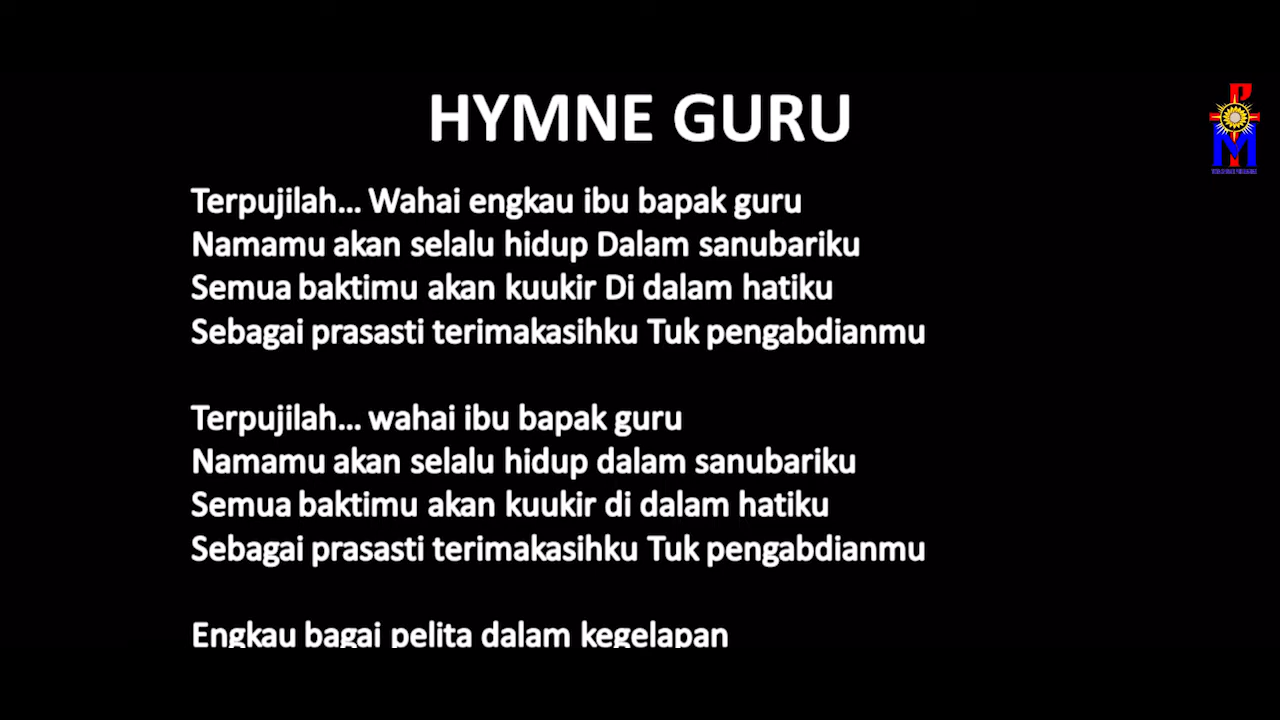 HYMNE GURU
Terpujilah... Wahai engkau ibu bapak guru
Namamu akan selalu hidup Dalam sanubariku
Semua baktimu akan kuukir Di dalam hatiku
Sebagai prasasti terimakasihku Tuk pengabdianmu
Terpujilah... wahai ibu bapak guru
Namamu akan selalu hidup dalam sanubariku
Semua baktimu akan kuukir di dalam hatiku
Sebagai prasasti terimakasihku Tuk pengabdianmu
Engkau bagai pelita dalam kegelapan